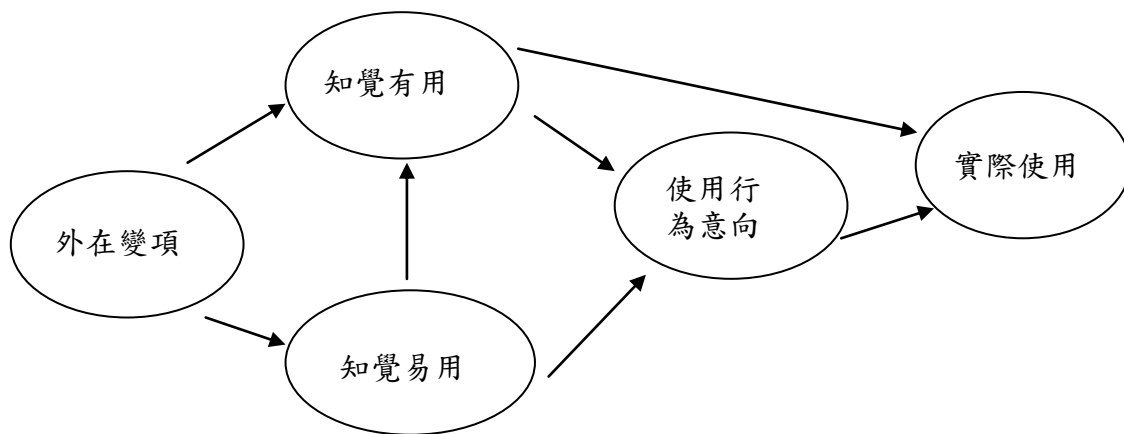 知覺有用
實際使用
使用行
為意向
外在變項
知覺易用